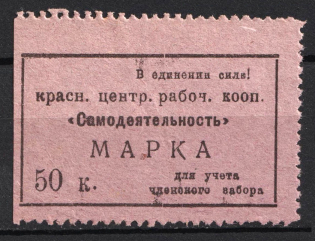 В единении сила!
красн. центр. рабоч. кооп.
«Самодеятельность»
МАРКА
50 к.
для учета
членского забора